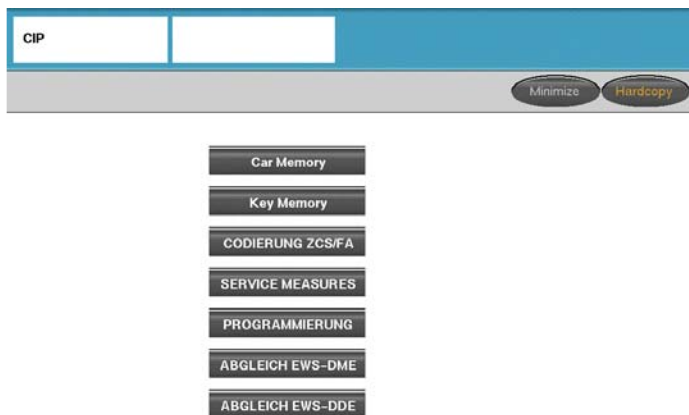 CIP
Minimize Hardcopy
Car Memory
Key Memory
CODIERUNG ZCS/FA
SERVICE MEASURES
PROGRAMMIERUNG
ABGLEICH EWS-DME
ABGLEICH EWS-DDE